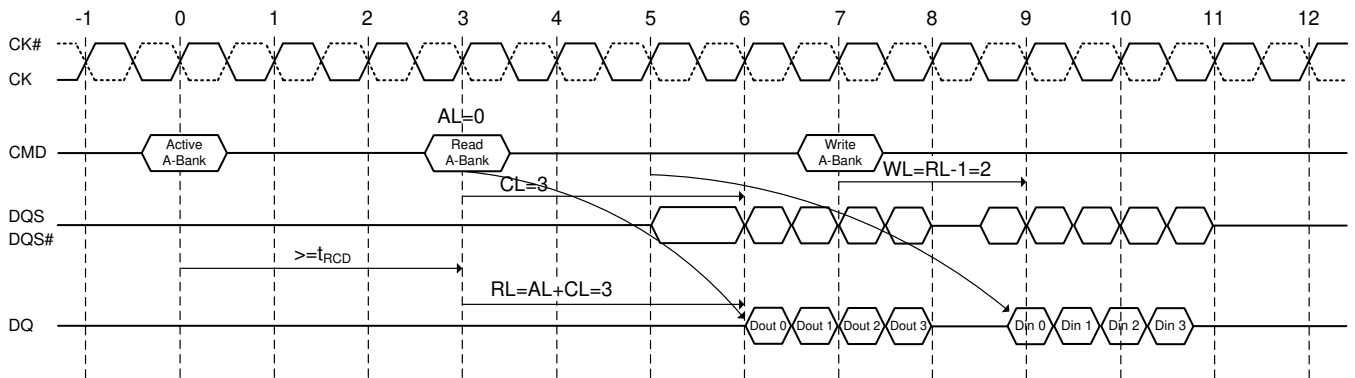 -1 0 1 2 3 4 5 6 7 8 9 10 11 12
CK#
CK
AL=0
CMD Active A-Bank Read A-Bank Write A-Bank
WL=RL-1=2
CL=3
DQS
DQS#
>=tRCD
RL=AL+CL=3
DQ Dout 0 Dout 1 Dout 2 Dout 3 Din 0 Din 1 Din 2 Din 3